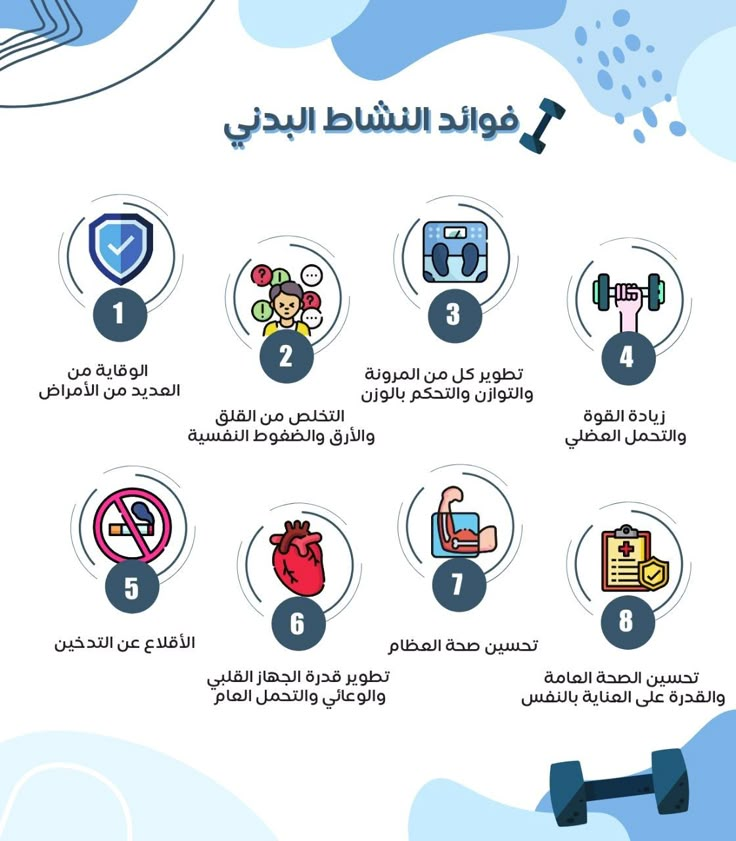 فوائد النشاط البدني
1
الوقاية من
العديد من الأمراض
2
التخلص من القلق
والأرق والضغوط النفسية
3
تطوير كل من المرونة
والتوازن والتحكم بالوزن
4
زيادة القوة
والتحمل العضلي
5
الأقلاع عن التدخين
6
تطوير قدرة الجهاز القلبي
والوعائي والتحمل العام
7
تحسين صحة العظام
8
تحسين الصحة العامة
والقدرة على العناية بالنفس